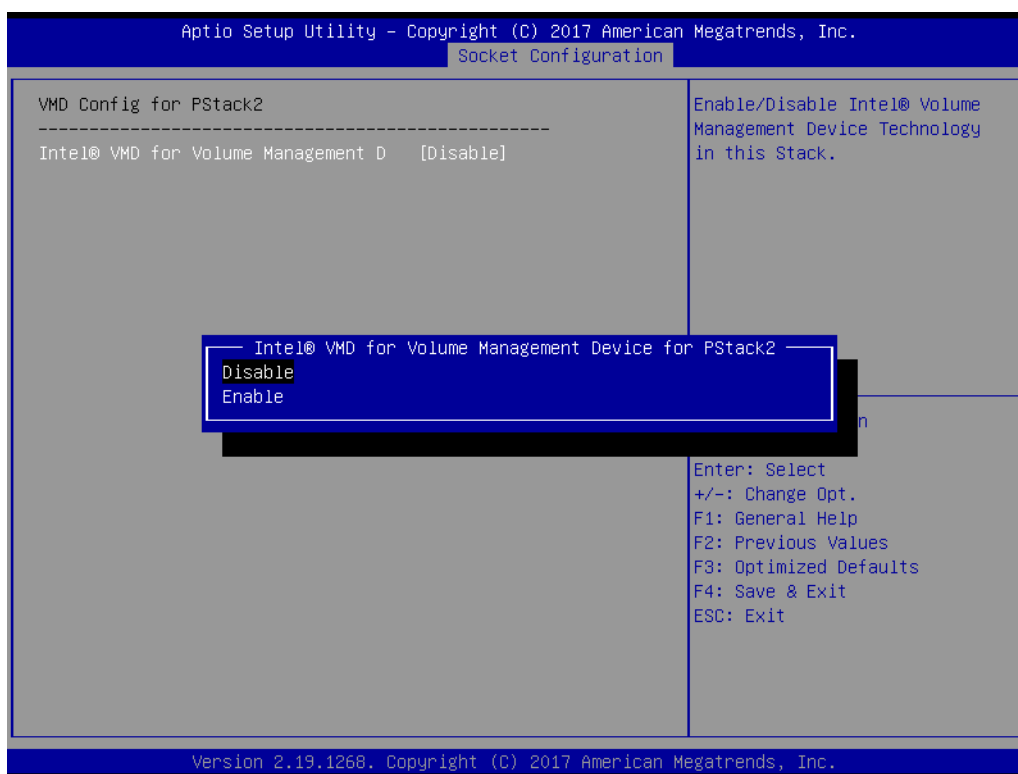 Aptio Setup Utility – Copyright (C) 2017 American Megatrends, Inc.
Socket Configuration
VMD Config for PStack2
--------------------------------------------------
Intel® VMD for Volume Management D [Disable]
Enable/Disable Intel® Volume
Management Device Technology
in this Stack.
Intel® VMD for Volume Management Device for PStack2
Disable
Enable
Enter: Select
+/-: Change Opt.
F1: General Help
F2: Previous Values
F3: Optimized Defaults
F4: Save & Exit
ESC: Exit
Version 2.19.1268. Copyright (C) 2017 American Megatrends, Inc.